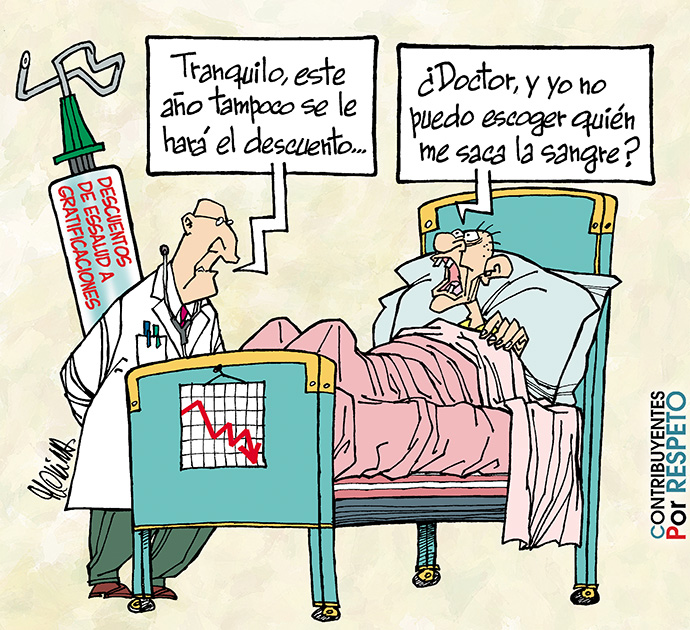 Tranquilo, este
año tampoco se le
hará el descuento...
¿Doctor, y yo no
puedo escoger quién
me saca la sangre?
DESCUENTOS
DE ESSALUD A
GRATIFICACIONES
CONTRIBUYENTES
Por RESPETO